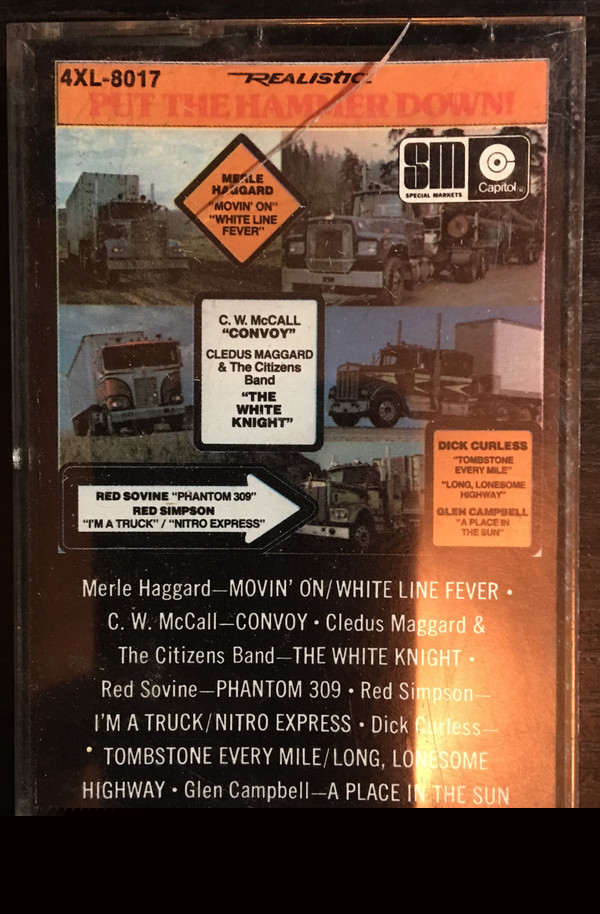 4XL-8017
REALISTIC
PUT THE HAMMER DOWN!
MERLE
HAGGARD
"MOVIN' ON"
"WHITE LINE
FEVER"
SM
SPECIAL MARKETS
Capitol
C. W. McCALL
"CONVOY"
CLEDUS MAGGARD
& The Citizens
Band
"THE
WHITE
KNIGHT"
DICK CURLESS
"TOMBSTONE
EVERY MILE"
"LONG, LONESOME
HIGHWAY"
GLEN CAMPBELL
"A PLACE IN
THE SUN"
RED SOVINE "PHANTOM 309"
RED SIMPSON
"I'M A TRUCK" / "NITRO EXPRESS"
Merle Haggard—MOVIN' ON/WHITE LINE FEVER •
C. W. McCall—CONVOY • Cledus Maggard &
The Citizens Band—THE WHITE KNIGHT •
Red Sovine—PHANTOM 309 • Red Simpson—
I'M A TRUCK/NITRO EXPRESS • Dick Curless—
TOMBSTONE EVERY MILE/LONG, LONESOME
HIGHWAY • Glen Campbell—A PLACE IN THE SUN